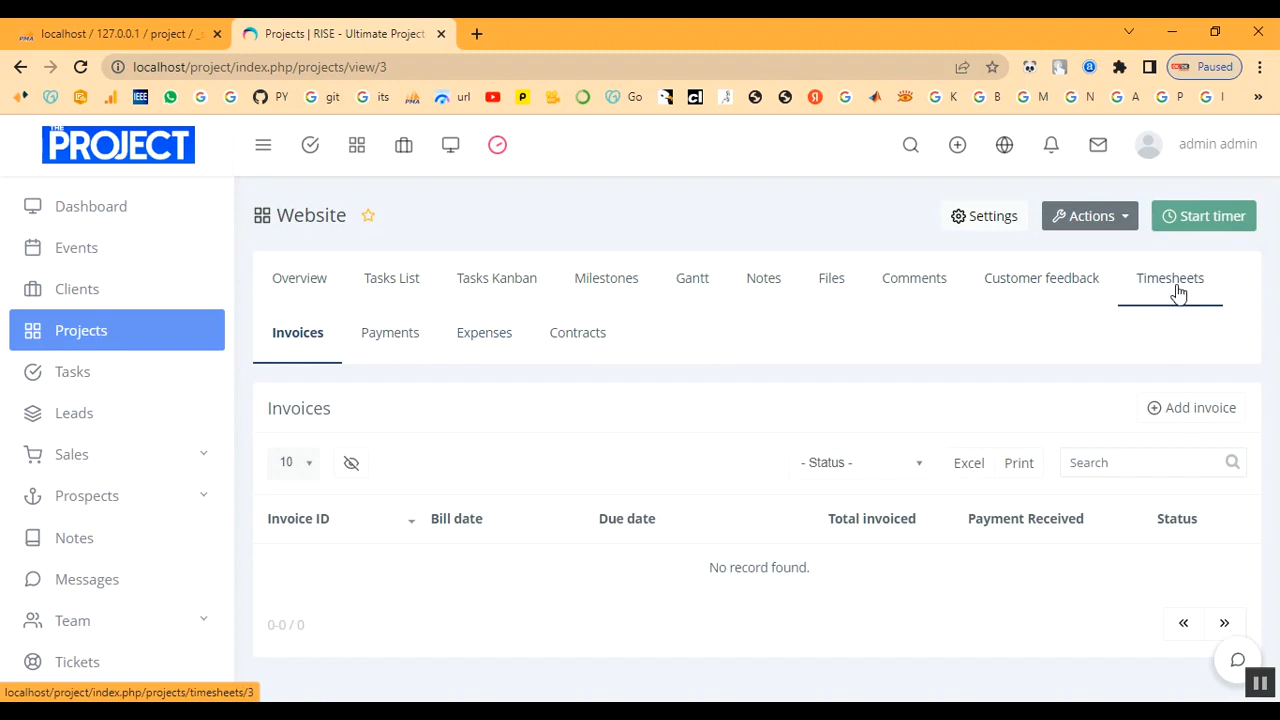 localhost / 127.0.0.1 / project / _s
Projects | RISE - Ultimate Project
localhost/project/index.php/projects/view/3
Paused
PY
git
its
url
Go
K
B
M
N
A
P
I
»
THE
PROJECT
admin admin
Dashboard
Events
Clients
Projects
Tasks
Leads
Sales
Prospects
Notes
Messages
Team
Tickets
Website
Settings
Actions
Start timer
Overview
Tasks List
Tasks Kanban
Milestones
Gantt
Notes
Files
Comments
Customer feedback
Timesheets
Invoices
Payments
Expenses
Contracts
Invoices
Add invoice
10
- Status -
Excel
Print
Search
Invoice ID
Bill date
Due date
Total invoiced
Payment Received
Status
No record found.
0-0 / 0
«
»
localhost/project/index.php/projects/timesheets/3